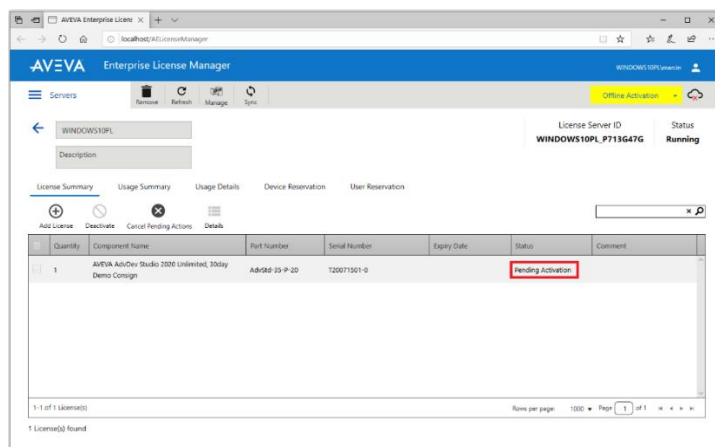 AVEVA Enterprise Licens
localhost/AELicenseManager
AVEVA Enterprise License Manager
Servers
Remove Refresh Manage Sync
Offline Activation
WINDOWS10PL
Description
License Server ID Status
WINDOWS10PL_P713G47G Running
License Summary Usage Summary Usage Details Device Reservation User Reservation
Add License Deactivate Cancel Pending Actions Details
Quantity Component Name Part Number Serial Number Expiry Date Status Comment
1 AVEVA AdvDev Studio 2020 Unlimited, 30day AdvStd-35-P-20 T20071501-0 Pending Activation
Demo Consign
1-1 of 1 License(s) Rows per page: 1000 Page 1 of 1
1 License(s) found